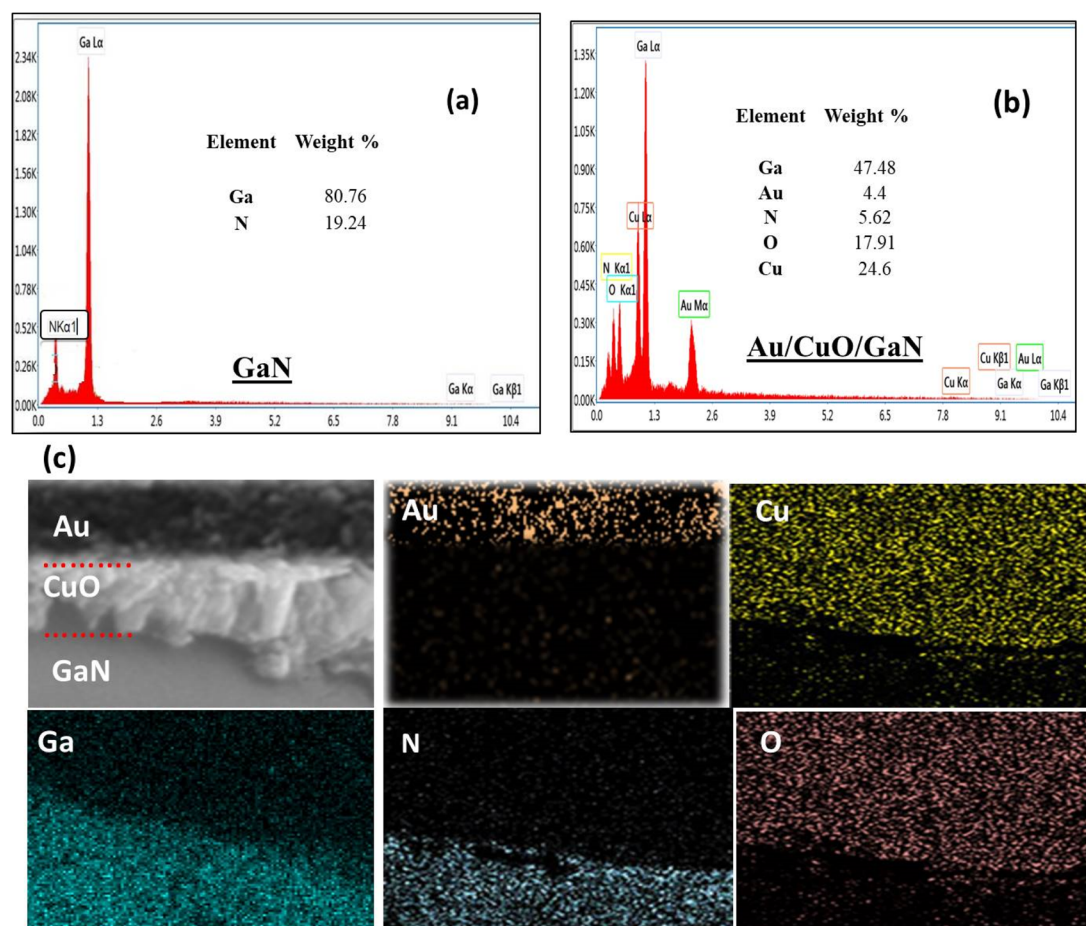 (a)
Ga Lα
2.34K
2.08K
1.82K
1.56K
1.30K
1.04K
0.78K
0.52K
0.26K
0.00K
Element Weight %
Ga 80.76
N 19.24
NKα1
GaN
Ga Kα
Ga Kβ1
0.0 1.3 2.6 3.9 5.2 6.5 7.8 9.1 10.4
(b)
Ga Lα
1.35K
1.20K
1.05K
0.90K
0.75K
0.60K
0.45K
0.30K
0.15K
0.00K
Element Weight %
Ga 47.48
Au 4.4
N 5.62
O 17.91
Cu 24.6
Cu Lα
N Kα1
O Kα1
Au Mα
Au/CuO/GaN
Cu Kβ1
Au Lα
Cu Kα
Ga Kα
Ga Kβ1
0.0 1.3 2.6 3.9 5.2 6.5 7.8 9.1 10.4
(c)
Au
CuO
GaN
Au
Cu
Ga
N
O